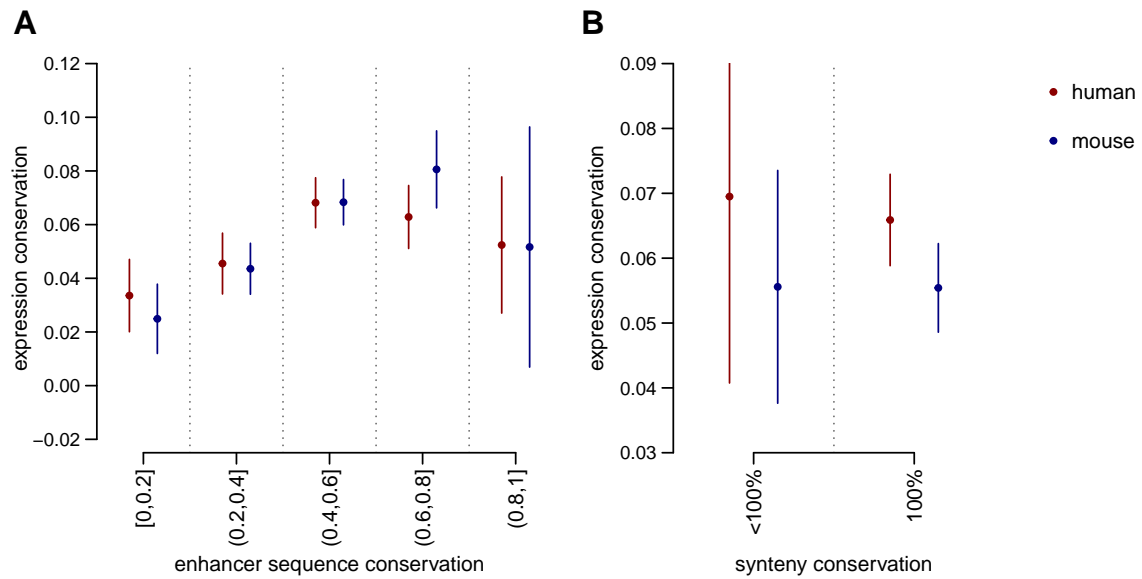 A
B
0.12
0.10
0.08
0.06
0.04
0.02
0.00
−0.02
expression conservation
[0,0.2]
(0.2,0.4]
(0.4,0.6]
(0.6,0.8]
(0.8,1]
enhancer sequence conservation
0.09
0.08
0.07
0.06
0.05
0.04
0.03
expression conservation
<100%
100%
synteny conservation
human
mouse